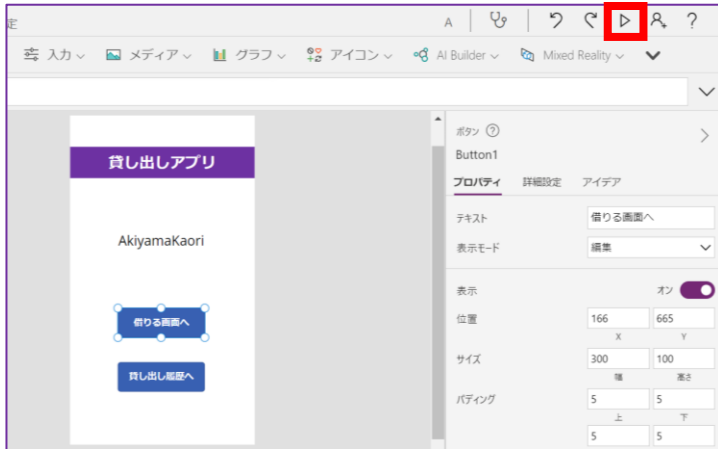 定
A
?
入力 メディア グラフ アイコン AI Builder Mixed Reality
ボタン ?
Button1
プロパティ 詳細設定 アイデア
テキスト 借りる画面へ
表示モード 編集
表示 オン
位置 166 665
X Y
サイズ 300 100
幅 高さ
パディング 5 5
上 下
5 5
貸し出しアプリ
AkiyamaKaori
借りる画面へ
貸し出し履歴へ